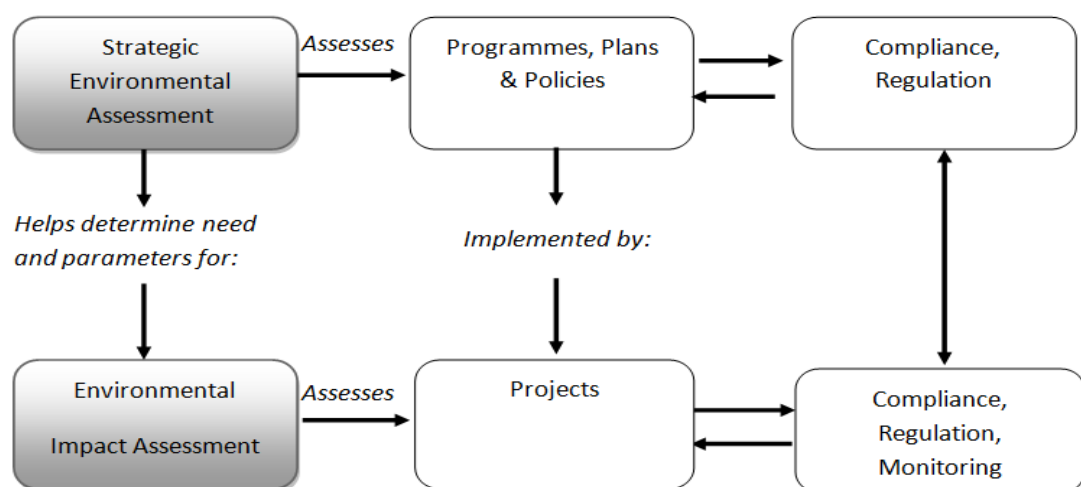 Strategic
Environmental
Assessment
Assesses
Programmes, Plans
& Policies
Compliance,
Regulation
Helps determine need
and parameters for:
Implemented by:
Environmental
Impact Assessment
Assesses
Projects
Compliance,
Regulation,
Monitoring